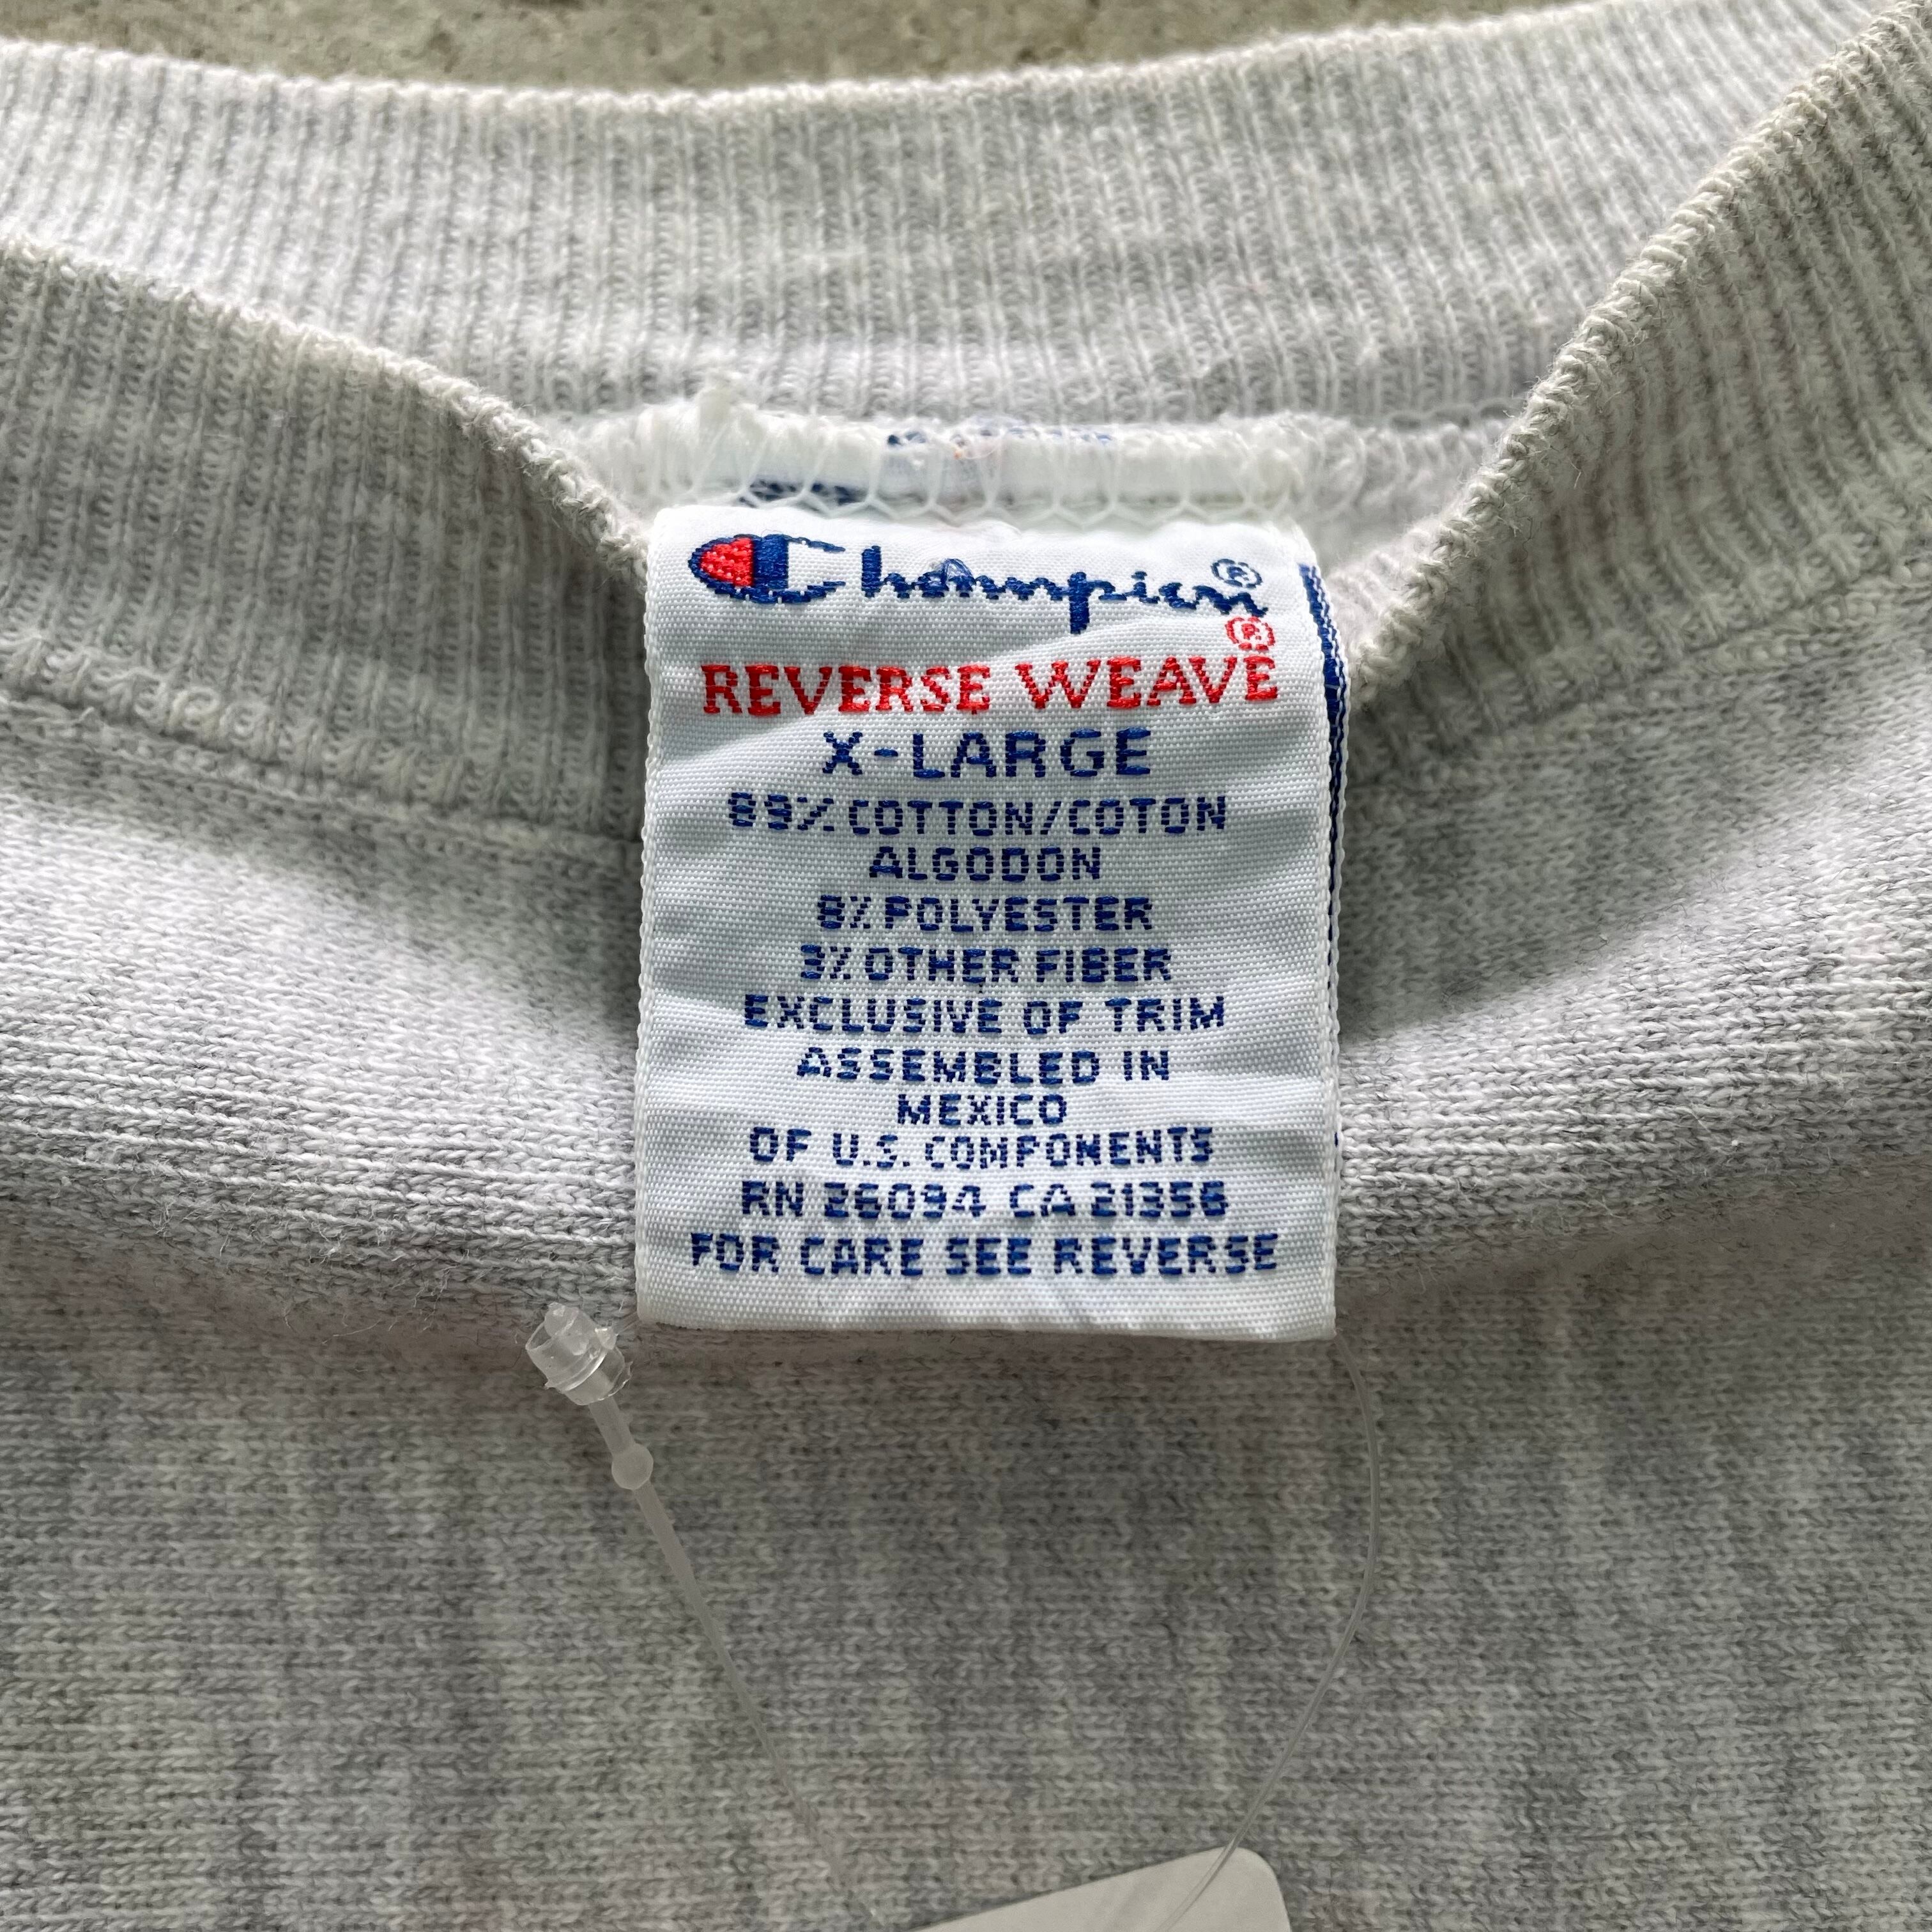 Champion®
REVERSE WEAVE®
X-LARGE
89% COTTON/COTON
ALGODON
8% POLYESTER
3% OTHER FIBER
EXCLUSIVE OF TRIM
ASSEMBLED IN
MEXICO
OF U.S. COMPONENTS
RN 26094 CA 21356
FOR CARE SEE REVERSE